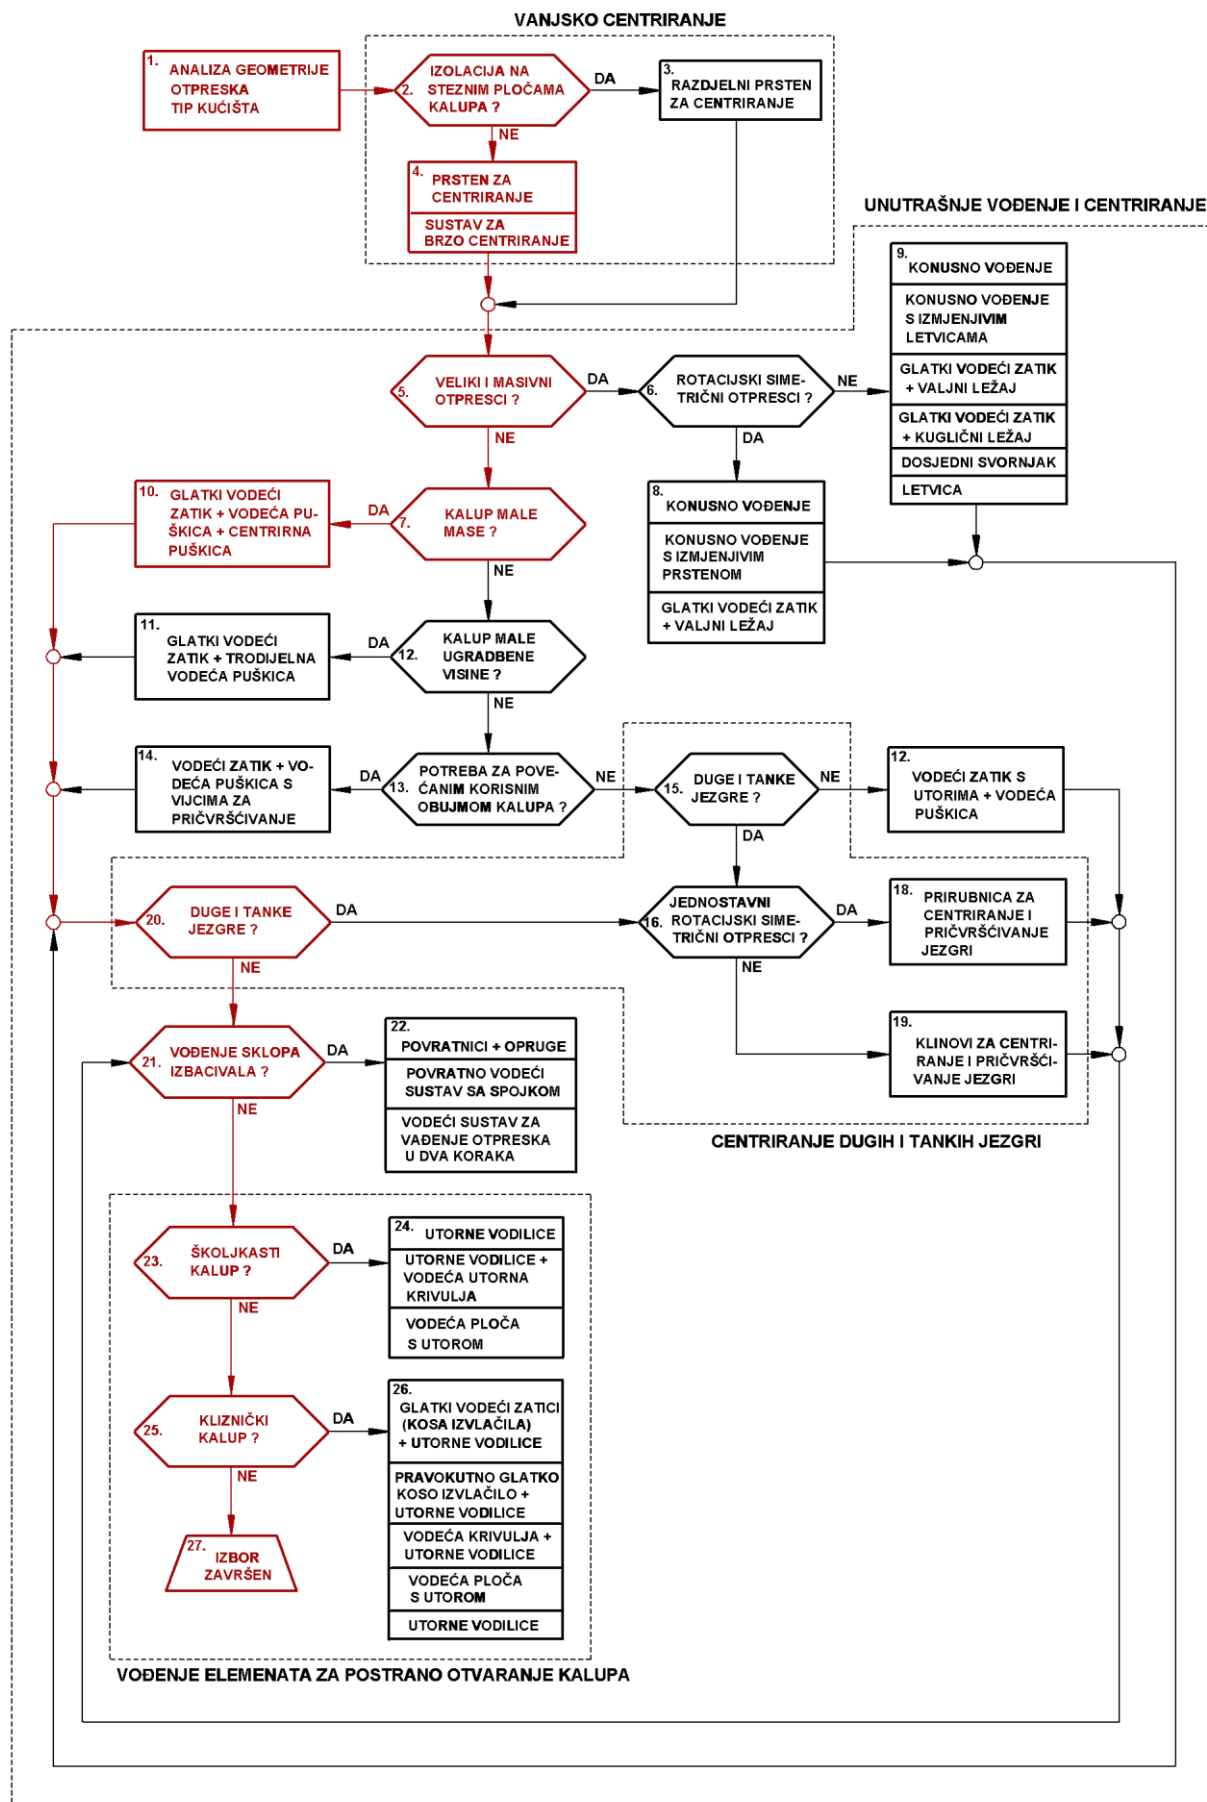 VANJSKO CENTRIRANJE
1.
ANALIZA GEOMETRIJE
OTPRESKA
TIP KUĆIŠTA
IZOLACIJA NA
2. STEZNIM PLOČAMA
KALUPA ?
DA
3.
RAZDJELNI PRSTEN
ZA CENTRIRANJE
NE
4.
PRSTEN ZA
CENTRIRANJE
SUSTAV ZA
BRZO CENTRIRANJE
UNUTRAŠNJE VOĐENJE I CENTRIRANJE
5. VELIKI I MASIVNI
OTPRESCI ?
DA
NE
6. ROTACIJSKI SIME-
TRIČNI OTPRESCI ?
NE
DA
9.
KONUSNO VOĐENJE
KONUSNO VOĐENJE
S IZMJENJIVIM
LETVICAMA
GLATKI VODEĆI ZATIK
+ VALJNI LEŽAJ
GLATKI VODEĆI ZATIK
+ KUGLIČNI LEŽAJ
DOSJEDNI SVORNJAK
LETVICA
8.
KONUSNO VOĐENJE
KONUSNO VOĐENJE
S IZMJENJIVIM
PRSTENOM
GLATKI VODEĆI ZATIK
+ VALJNI LEŽAJ
7. KALUP MALE
MASE ?
DA
NE
10. GLATKI VODEĆI
ZATIK + VODEĆA PU-
ŠKICA + CENTRIRNA
PUŠKICA
11.
GLATKI VODEĆI
ZATIK + TRODIJELNA
VODEĆA PUŠKICA
DA
KALUP MALE
12. UGRADBENE
VISINE ?
NE
14.
VODEĆI ZATIK + VO-
DEĆA PUŠKICA S
VIJCIMA ZA
PRIČVRŠĆIVANJE
DA
POTREBA ZA POVE-
13. ĆANIM KORISNIM
OBUJMOM KALUPA ?
NE
15. DUGE I TANKE
JEZGRE ?
NE
DA
12.
VODEĆI ZATIK S
UTORIMA + VODEĆA
PUŠKICA
20. DUGE I TANKE
JEZGRE ?
DA
NE
JEDNOSTAVNI
16. ROTACIJSKI SIME-
TRIČNI OTPRESCI ?
DA
NE
18.
PRIRUBNICA ZA
CENTRIRANJE I
PRIČVRŠĆIVANJE
JEZGRI
19.
KLINOVI ZA CENTRI-
RANJE I PRIČVRŠĆI-
VANJE JEZGRI
CENTRIRANJE DUGIH I TANKIH JEZGRI
21. VOĐENJE SKLOPA
IZBACIVALA ?
DA
NE
22.
POVRATNICI + OPRUGE
POVRATNO VODEĆI
SUSTAV SA SPOJKOM
VODEĆI SUSTAV ZA
VAĐENJE OTPRESKA
U DVA KORAKA
23. ŠKOLJKASTI
KALUP ?
DA
NE
24.
UTORNE VODILICE
UTORNE VODILICE +
VODEĆA UTORNA
KRIVULJA
VODEĆA PLOČA
S UTOROM
25. KLIZNIČKI
KALUP ?
DA
NE
26.
GLATKI VODEĆI ZATICI
(KOSA IZVLAČILA)
+ UTORNE VODILICE
PRAVOKUTNO GLATKO
KOSO IZVLAČILO +
UTORNE VODILICE
VODEĆA KRIVULJA +
UTORNE VODILICE
VODEĆA PLOČA
S UTOROM
UTORNE VODILICE
27. IZBOR
ZAVRŠEN
VOĐENJE ELEMENATA ZA POSTRANO OTVARANJE KALUPA